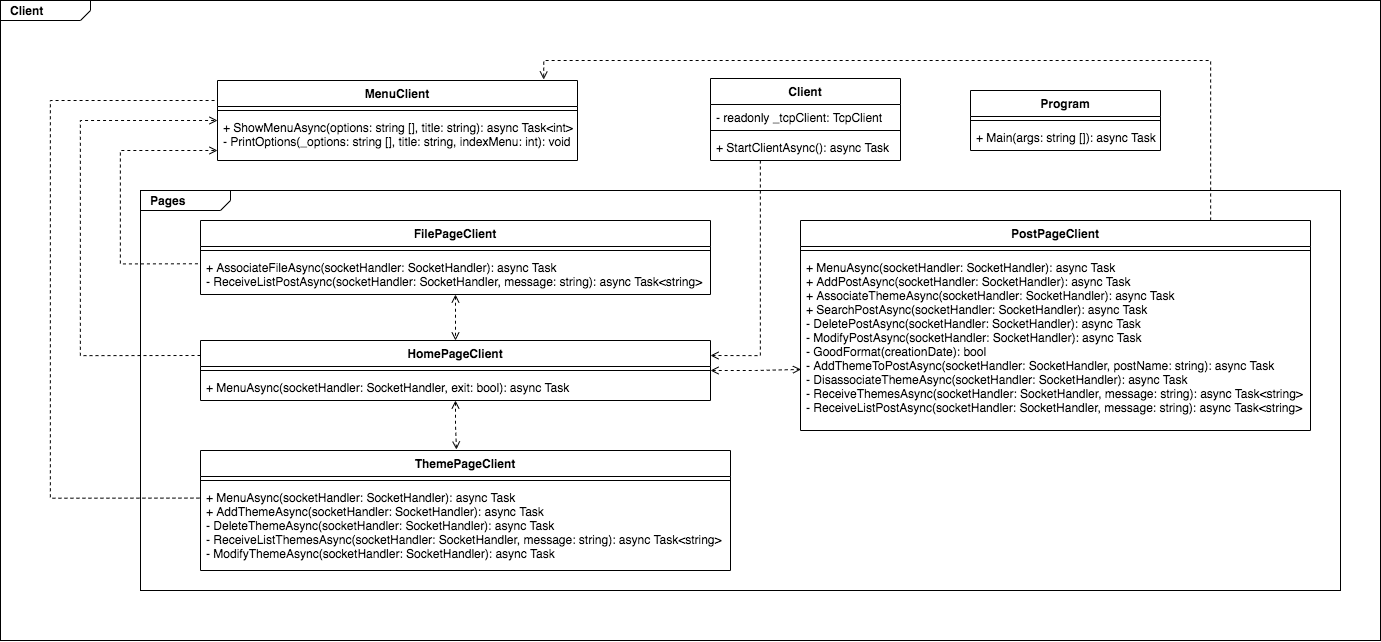 Client
MenuClient
+ ShowMenuAsync(options: string [], title: string): async Task<int>
- PrintOptions(_options: string [], title: string, indexMenu: int): void
Client
- readonly _tcpClient: TcpClient
+ StartClientAsync(): async Task
Program
+ Main(args: string []): async Task
Pages
FilePageClient
+ AssociateFileAsync(socketHandler: SocketHandler): async Task
- ReceiveListPostAsync(socketHandler: SocketHandler, message: string): async Task<string>
HomePageClient
+ MenuAsync(socketHandler: SocketHandler, exit: bool): async Task
ThemePageClient
+ MenuAsync(socketHandler: SocketHandler): async Task
+ AddThemeAsync(socketHandler: SocketHandler): async Task
- DeleteThemeAsync(socketHandler: SocketHandler): async Task
- ReceiveListThemesAsync(socketHandler: SocketHandler, message: string): async Task<string>
- ModifyThemeAsync(socketHandler: SocketHandler): async Task
PostPageClient
+ MenuAsync(socketHandler: SocketHandler): async Task
+ AddPostAsync(socketHandler: SocketHandler): async Task
+ AssociateThemeAsync(socketHandler: SocketHandler): async Task
+ SearchPostAsync(socketHandler: SocketHandler): async Task
- DeletePostAsync(socketHandler: SocketHandler): async Task
- ModifyPostAsync(socketHandler: SocketHandler): async Task
- GoodFormat(creationDate): bool
- AddThemeToPostAsync(socketHandler: SocketHandler, postName: string): async Task
- DisassociateThemeAsync(socketHandler: SocketHandler): async Task
- ReceiveThemesAsync(socketHandler: SocketHandler, message: string): async Task<string>
- ReceiveListPostAsync(socketHandler: SocketHandler, message: string): async Task<string>